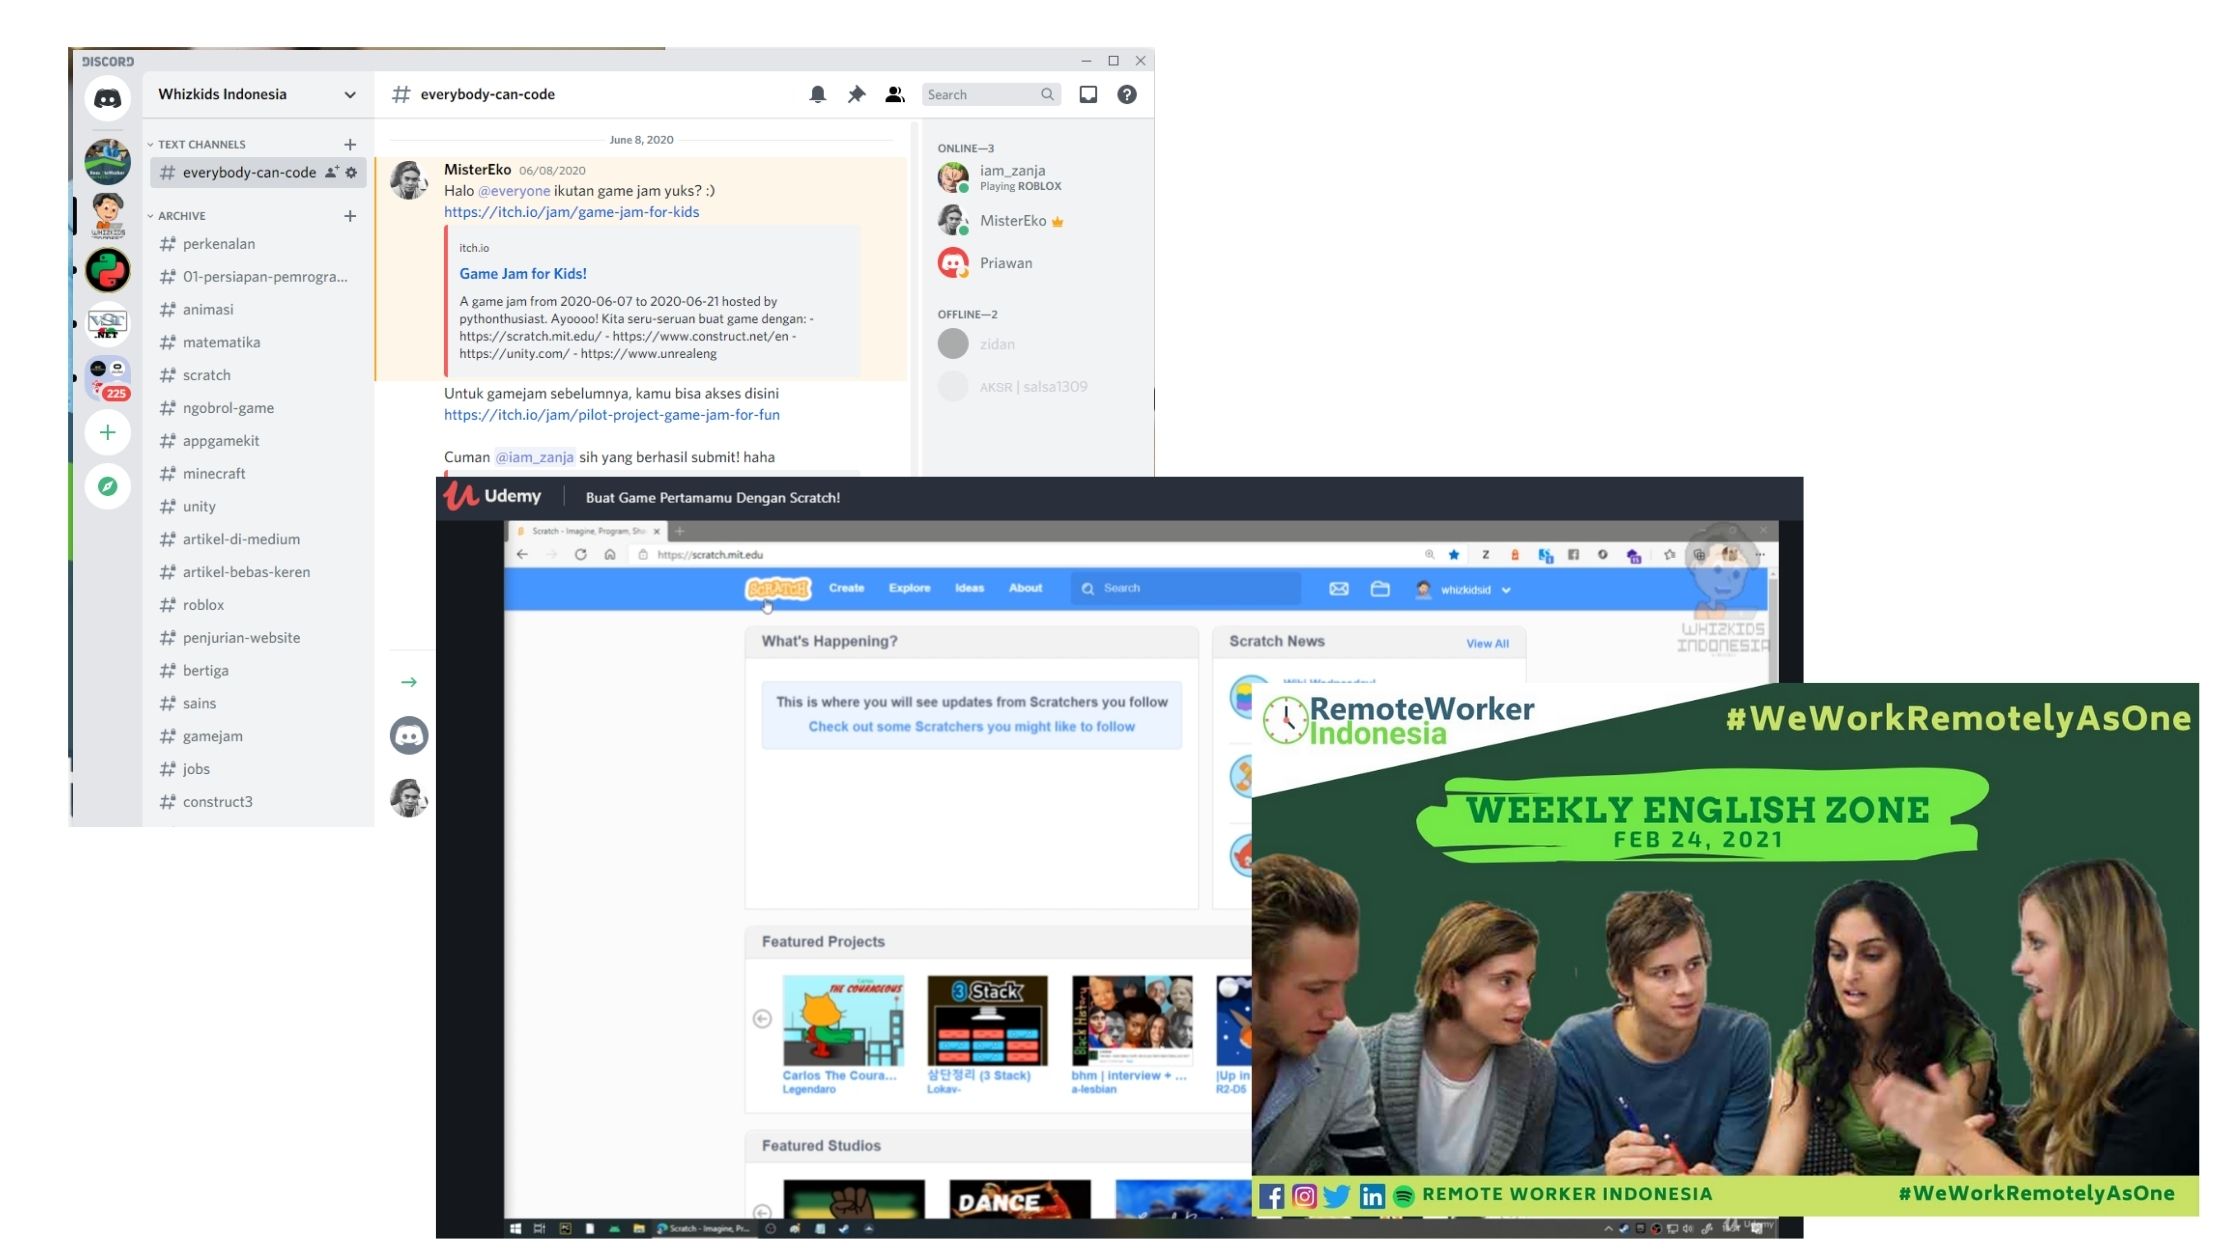 DISCORD
Whizkids Indonesia
TEXT CHANNELS
everybody-can-code
ARCHIVE
perkenalan
01-persiapan-pemrogra...
animasi
matematika
scratch
ngobrol-game
appgamekit
minecraft
unity
artikel-di-medium
artikel-bebas-keren
roblox
penjurian-website
bertiga
sains
gamejam
jobs
construct3
225
# everybody-can-code
Search
June 8, 2020
MisterEko 06/08/2020
Halo @everyone ikutan game jam yuks? :)
https://itch.io/jam/game-jam-for-kids
itch.io
Game Jam for Kids!
A game jam from 2020-06-07 to 2020-06-21 hosted by
pythonthusiast. Ayoooo! Kita seru-seruan buat game dengan: -
https://scratch.mit.edu/ - https://www.construct.net/en -
https://unity.com/ - https://www.unrealeng
Untuk gamejam sebelumnya, kamu bisa akses disini
https://itch.io/jam/pilot-project-game-jam-for-fun
Cuman @iam_zanja sih yang berhasil submit! haha
ONLINE—3
iam_zanja
Playing ROBLOX
MisterEko
Priawan
OFFLINE—2
zidan
AKSR | salsa1309
Udemy
Buat Game Pertamamu Dengan Scratch!
Scratch - Imagine, Program, Sha
https://scratch.mit.edu
SCRATCH
Create
Explore
Ideas
About
Search
whizkidsid
WHIZKIDS
INDONESIA
What's Happening?
This is where you will see updates from Scratchers you follow
Check out some Scratchers you might like to follow
Scratch News
View All
Wiki Wednesday!
Featured Projects
THE COURAGEOUS
3 Stack
Black History
Carlos The Coura...
Legendaro
삼단정리 (3 Stack)
Lokav-
bhm | interview + ...
a-lesbian
|Up in
R2-D5
Featured Studios
DANCE
Scratch - Imagine, Pr...
Udemy
RemoteWorker
Indonesia
#WeWorkRemotelyAsOne
WEEKLY ENGLISH ZONE
FEB 24, 2021
REMOTE WORKER INDONESIA
#WeWorkRemotelyAsOne